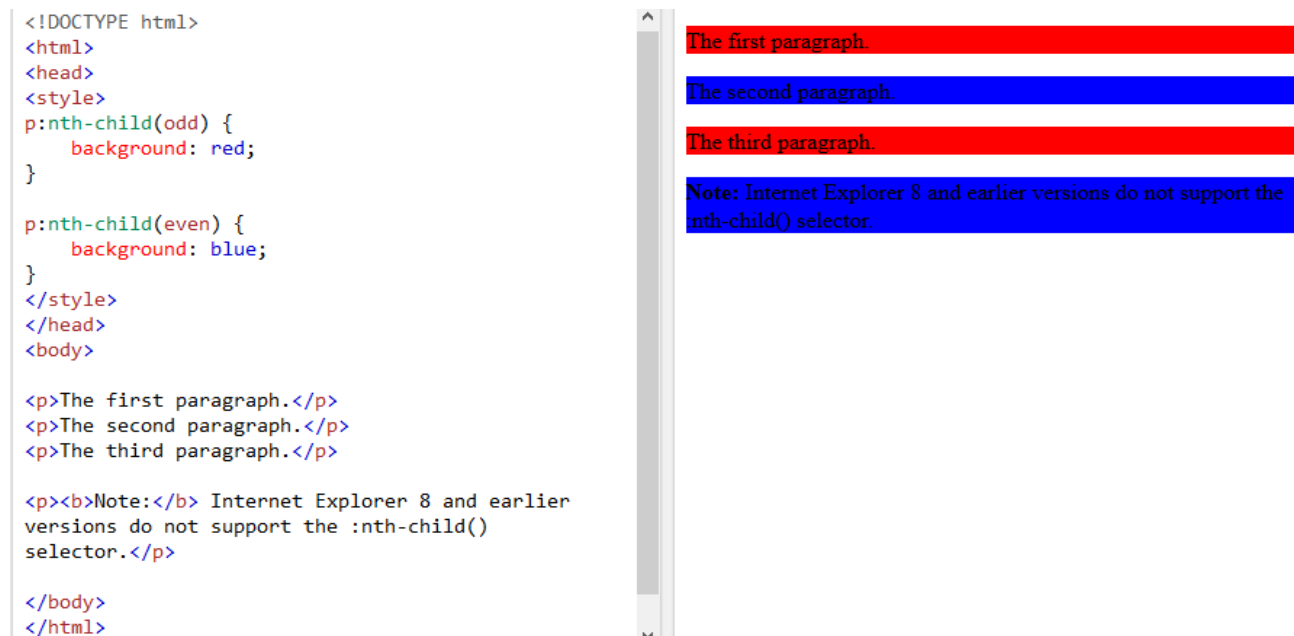 <!DOCTYPE html>
<html>
<head>
<style>
p:nth-child(odd) {
    background: red;
}

p:nth-child(even) {
    background: blue;
}
</style>
</head>
<body>

<p>The first paragraph.</p>
<p>The second paragraph.</p>
<p>The third paragraph.</p>

<p><b>Note:</b> Internet Explorer 8 and earlier
versions do not support the :nth-child()
selector.</p>

</body>
</html>
The first paragraph.
The second paragraph.
The third paragraph.
Note: Internet Explorer 8 and earlier versions do not support the
:nth-child() selector.